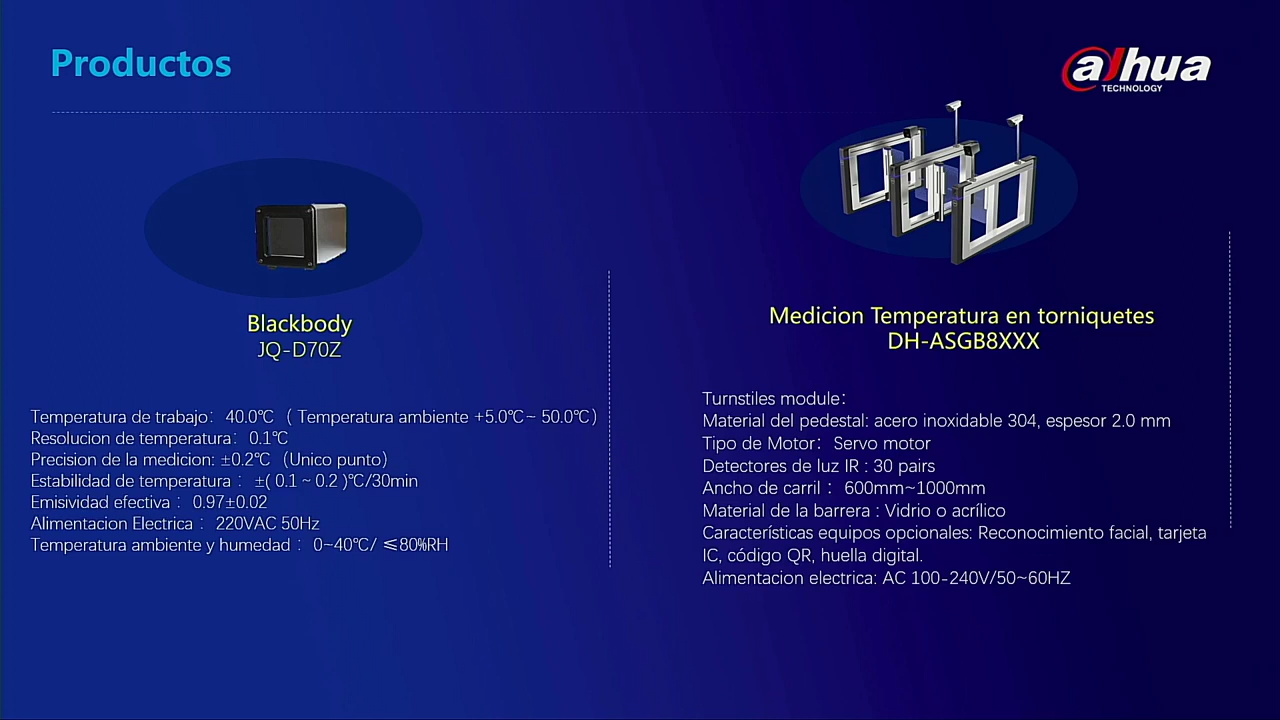 Productos
alhua
TECHNOLOGY
Blackbody
JQ-D70Z
Temperatura de trabajo： 40.0℃ （ Temperatura ambiente +5.0℃~ 50.0℃）
Resolucion de temperatura： 0.1℃
Precision de la medicion: ±0.2℃ （Unico punto）
Estabilidad de temperatura： ±( 0.1 ~ 0.2 )℃/30min
Emisividad efectiva： 0.97±0.02
Alimentacion Electrica： 220VAC 50Hz
Temperatura ambiente y humedad： 0~40℃/ ≤80%RH
Medicion Temperatura en torniquetes
DH-ASGB8XXX
Turnstiles module：
Material del pedestal: acero inoxidable 304, espesor 2.0 mm
Tipo de Motor： Servo motor
Detectores de luz IR : 30 pairs
Ancho de carril： 600mm~1000mm
Material de la barrera : Vidrio o acrílico
Características equipos opcionales: Reconocimiento facial, tarjeta
IC, código QR, huella digital.
Alimentacion electrica: AC 100-240V/50~60HZ